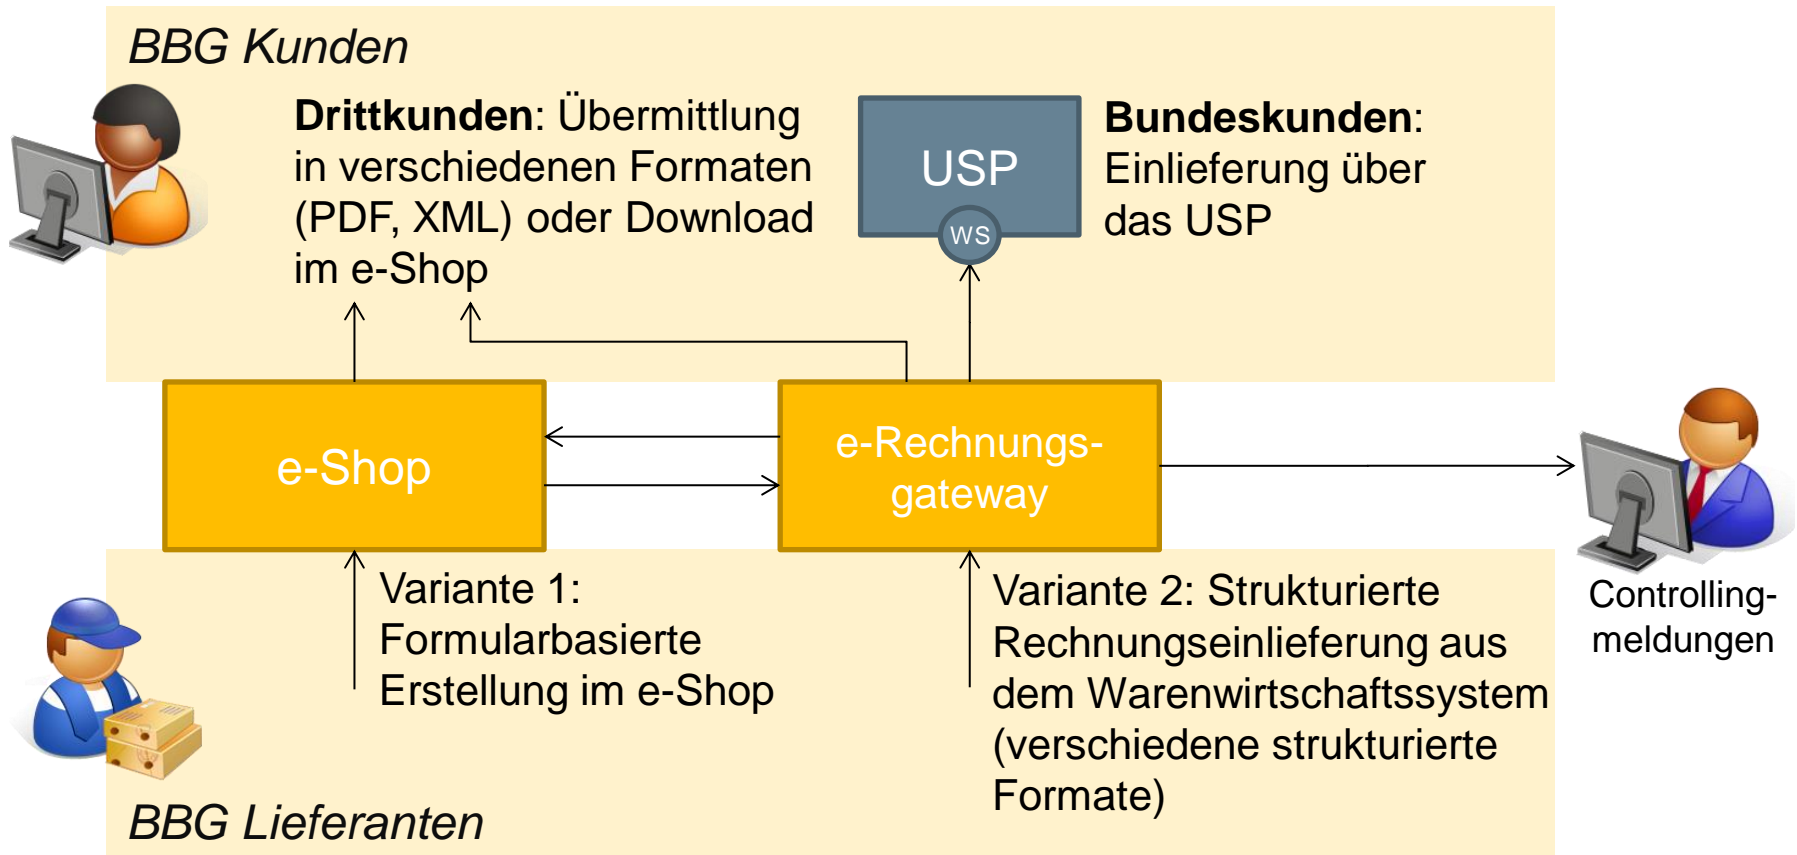 BBG Kunden
Drittkunden: Übermittlung
in verschiedenen Formaten
(PDF, XML) oder Download
im e-Shop
USP
WS
Bundeskunden:
Einlieferung über
das USP
e-Shop
e-Rechnungs-
gateway
Variante 1:
Formularbasierte
Erstellung im e-Shop
Variante 2: Strukturierte
Rechnungseinlieferung aus
dem Warenwirtschaftssystem
(verschiedene strukturierte
Formate)
Controlling-
meldungen
BBG Lieferanten